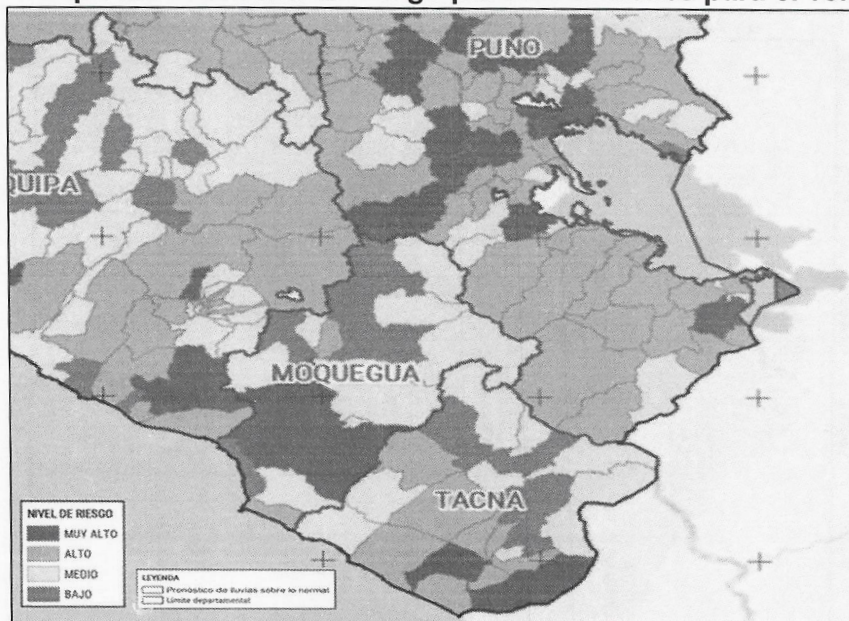 PUNO
QUIPA
MOQUEGUA
TACNA
NIVEL DE RIESGO
MUY ALTO
ALTO
MEDIO
BAJO
LEYENDA
Pronóstico de lluvias sobre lo normal
Límite departamental